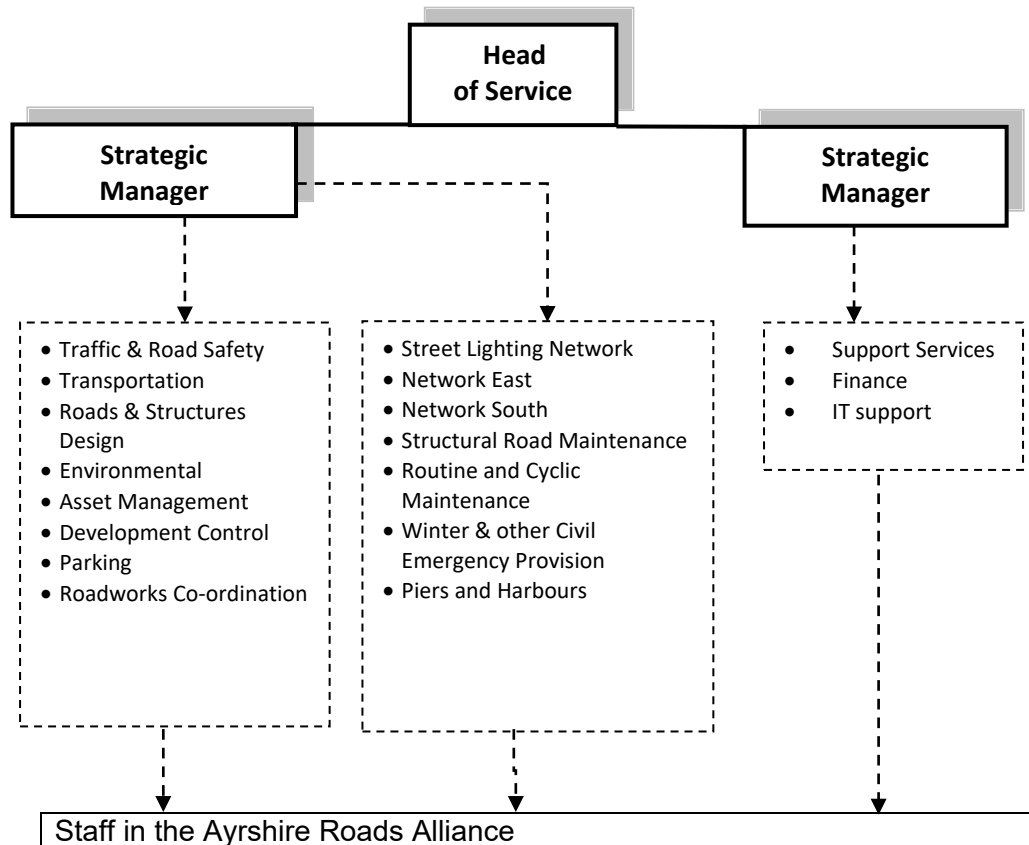 Head
of Service
Strategic
Manager
Strategic
Manager
• Traffic & Road Safety
• Transportation
• Roads & Structures
Design
• Environmental
• Asset Management
• Development Control
• Parking
• Roadworks Co-ordination
• Street Lighting Network
• Network East
• Network South
• Structural Road Maintenance
• Routine and Cyclic
Maintenance
• Winter & other Civil
Emergency Provision
• Piers and Harbours
• Support Services
• Finance
• IT support
Staff in the Ayrshire Roads Alliance